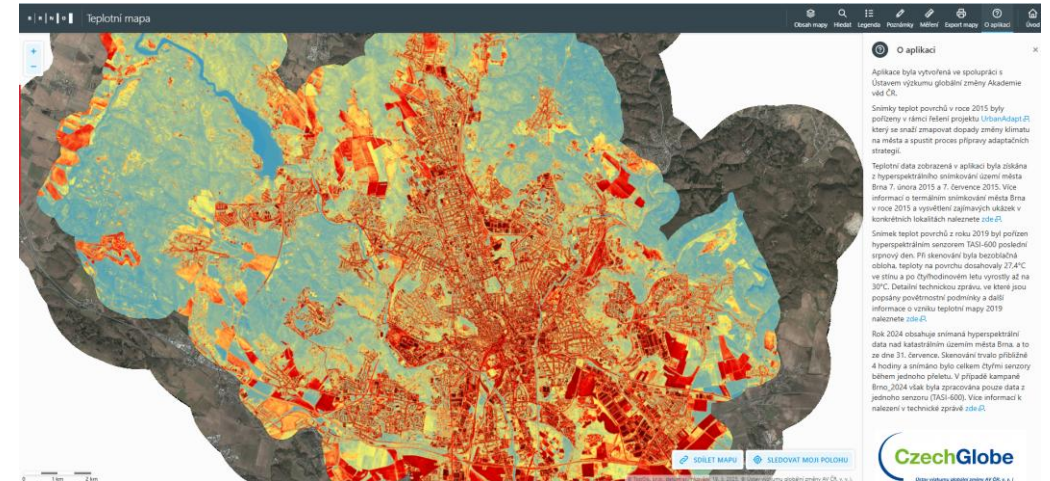 B R N O Teplotní mapa
Obsah mapy Hledat Legenda Poznámky Měření Export mapy O aplikaci Úvod
+
−
O aplikaci ×
Aplikace byla vytvořená ve spolupráci s
Ústavem výzkumu globální změny Akademie
věd ČR.
Snímky teplot povrchů v roce 2015 byly
pořízeny v rámci řešení projektu UrbanAdapt
který se snaží zmapovat dopady změny klimatu
na města a spustit proces přípravy adaptačních
strategií.
Teplotní data zobrazená v aplikaci byla získána
z hyperspektrálního snímkování území města
Brna 7. února 2015 a 7. července 2015. Více
informací o termálním snímkování města Brna
v roce 2015 a vysvětlení zajímavých ukázek v
konkrétních lokalitách naleznete zde
Snímek teplot povrchů z roku 2019 byl pořízen
hyperspektrálním senzorem TASI-600 poslední
srpnový den. Při skenování byla bezoblačná
obloha, teploty na povrchu dosahovaly 27,4°C
ve stínu a po čtyřhodinovém letu vyrostly až na
30°C. Detailní technickou zprávu, ve které jsou
popsány povětrnostní podmínky a další
informace o vzniku teplotní mapy 2019
naleznete zde
Rok 2024 obsahuje snímaná hyperspektrální
data nad katastrálním územím města Brna, a to
ze dne 31. července. Skenování trvalo přibližně
4 hodiny a snímáno bylo celkem čtyřmi senzory
během jednoho přeletu. V případě kampaně
Brno_2024 však byla zpracována pouze data z
jednoho senzoru (TASI-600). Více informací k
nalezení v technické zprávě zde
CzechGlobe
Ústav výzkumu globální změny AV ČR, v. v. i.
SDÍLET MAPU SLEDOVAT MOJI POLOHU
0 1 km 2 km